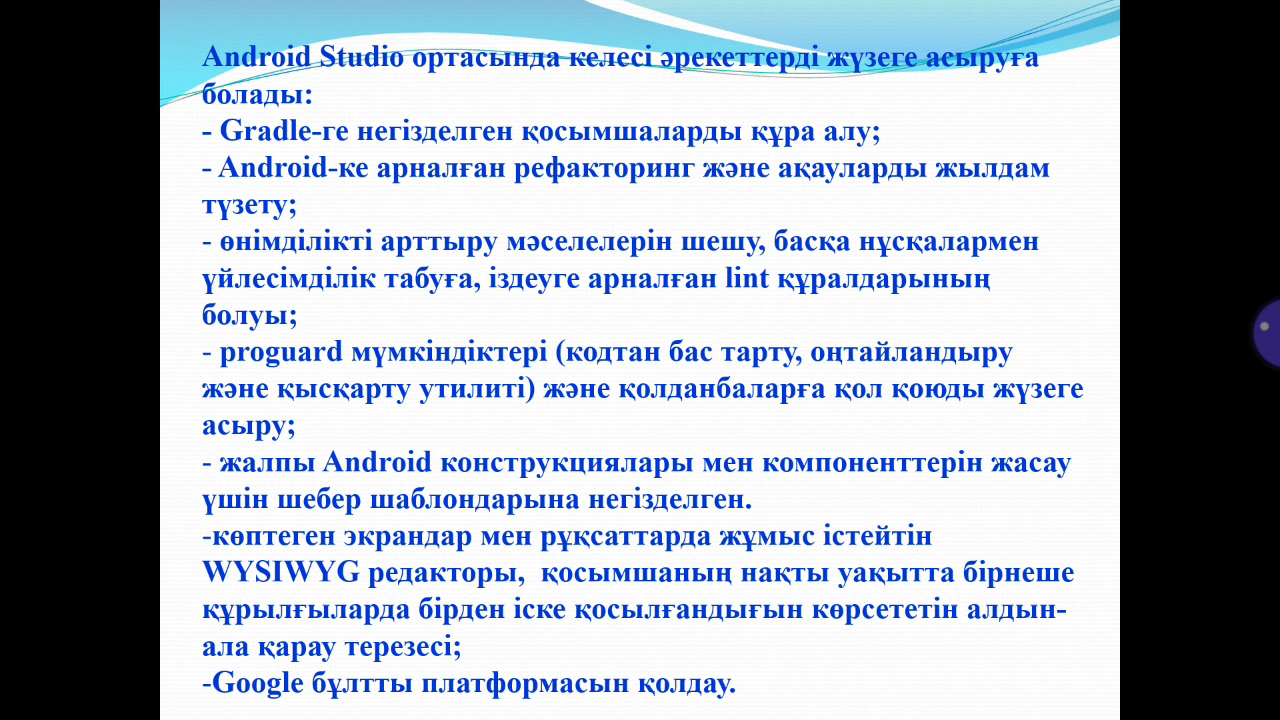 Android Studio ортасында келесі әрекеттерді жүзеге асыруға
болады:
- Gradle-ге негізделген қосымшаларды құра алу;
- Android-ке арналған рефакторинг және ақауларды жылдам
түзету;
- өнімділікті арттыру мәселелерін шешу, басқа нұсқалармен
үйлесімділік табуға, іздеуге арналған lint құралдарының
болуы;
- proguard мүмкіндіктері (кодтан бас тарту, оңтайландыру
және қысқарту утилиті) және қолданбаларға қол қоюды жүзеге
асыру;
- жалпы Android конструкциялары мен компоненттерін жасау
үшін шебер шаблондарына негізделген.
-көптеген экрандар мен рұқсаттарда жұмыс істейтін
WYSIWYG редакторы,  қосымшаның нақты уақытта бірнеше
құрылғыларда бірден іске қосылғандығын көрсететін алдын-
ала қарау терезесі;
-Google бұлтты платформасын қолдау.